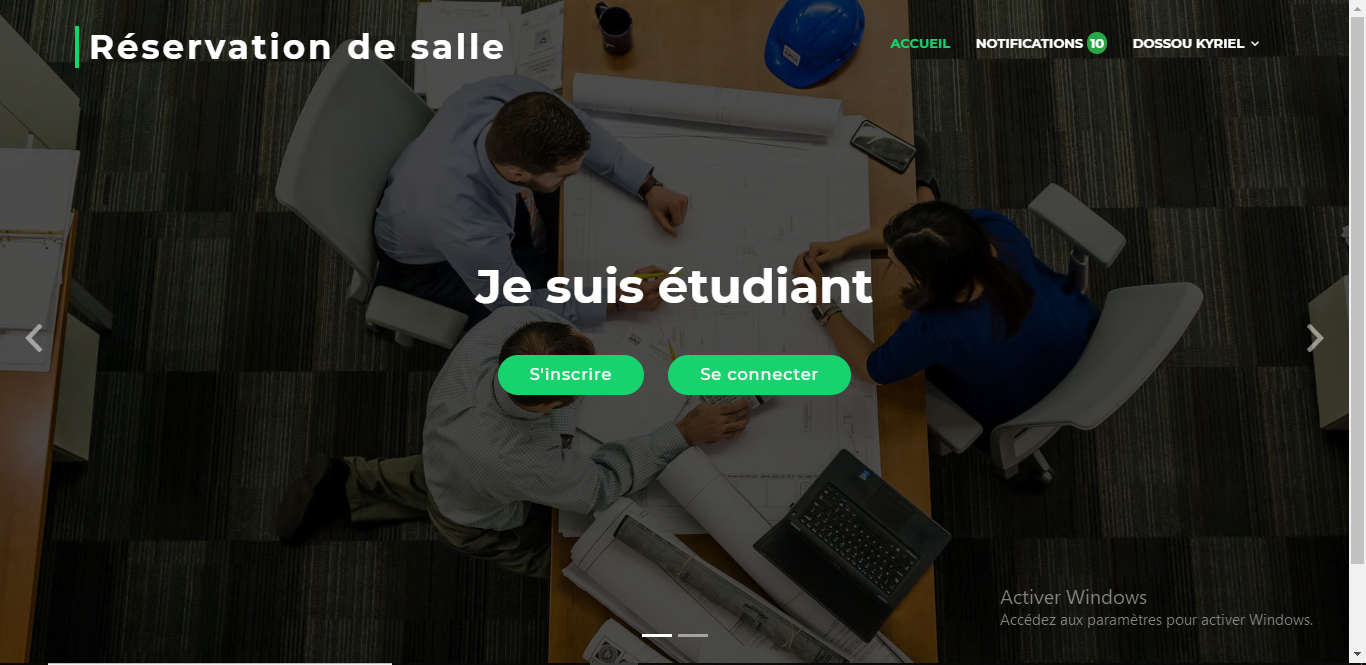 Réservation de salle
ACCUEIL
NOTIFICATIONS 10
DOSSOU KYRIEL
Je suis étudiant
S'inscrire
Se connecter
Activer Windows
Accédez aux paramètres pour activer Windows.